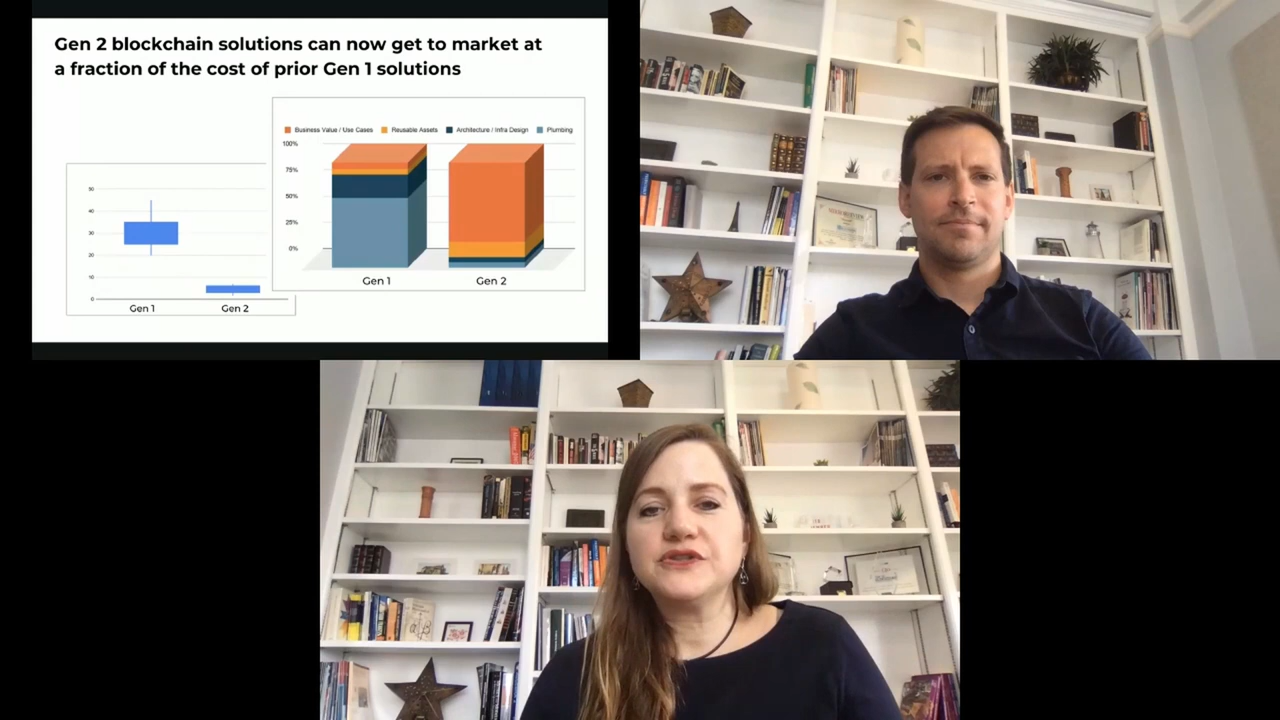 Gen 2 blockchain solutions can now get to market at
a fraction of the cost of prior Gen 1 solutions
Business Value / Use Cases Reusable Assets Architecture / Infra Design Plumbing
100%
75%
50%
25%
0%
Gen 1 Gen 2
50
40
30
20
10
0
Gen 1 Gen 2